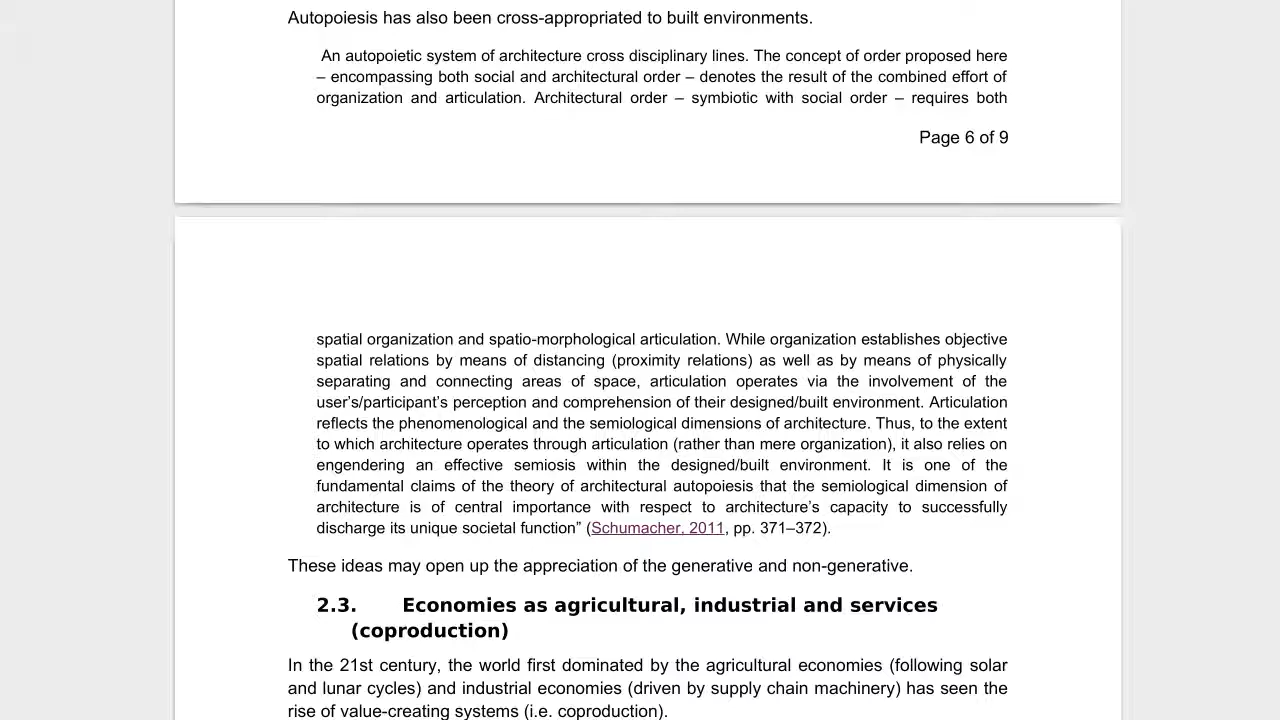 Autopoiesis has also been cross-appropriated to built environments.
An autopoietic system of architecture cross disciplinary lines. The concept of order proposed here
– encompassing both social and architectural order – denotes the result of the combined effort of
organization and articulation. Architectural order – symbiotic with social order – requires both
Page 6 of 9
spatial organization and spatio-morphological articulation. While organization establishes objective
spatial relations by means of distancing (proximity relations) as well as by means of physically
separating and connecting areas of space, articulation operates via the involvement of the
user’s/participant’s perception and comprehension of their designed/built environment. Articulation
reflects the phenomenological and the semiological dimensions of architecture. Thus, to the extent
to which architecture operates through articulation (rather than mere organization), it also relies on
engendering an effective semiosis within the designed/built environment. It is one of the
fundamental claims of the theory of architectural autopoiesis that the semiological dimension of
architecture is of central importance with respect to architecture’s capacity to successfully
discharge its unique societal function” (Schumacher, 2011, pp. 371–372).
These ideas may open up the appreciation of the generative and non-generative.
2.3. Economies as agricultural, industrial and services
(coproduction)
In the 21st century, the world first dominated by the agricultural economies (following solar
and lunar cycles) and industrial economies (driven by supply chain machinery) has seen the
rise of value-creating systems (i.e. coproduction).